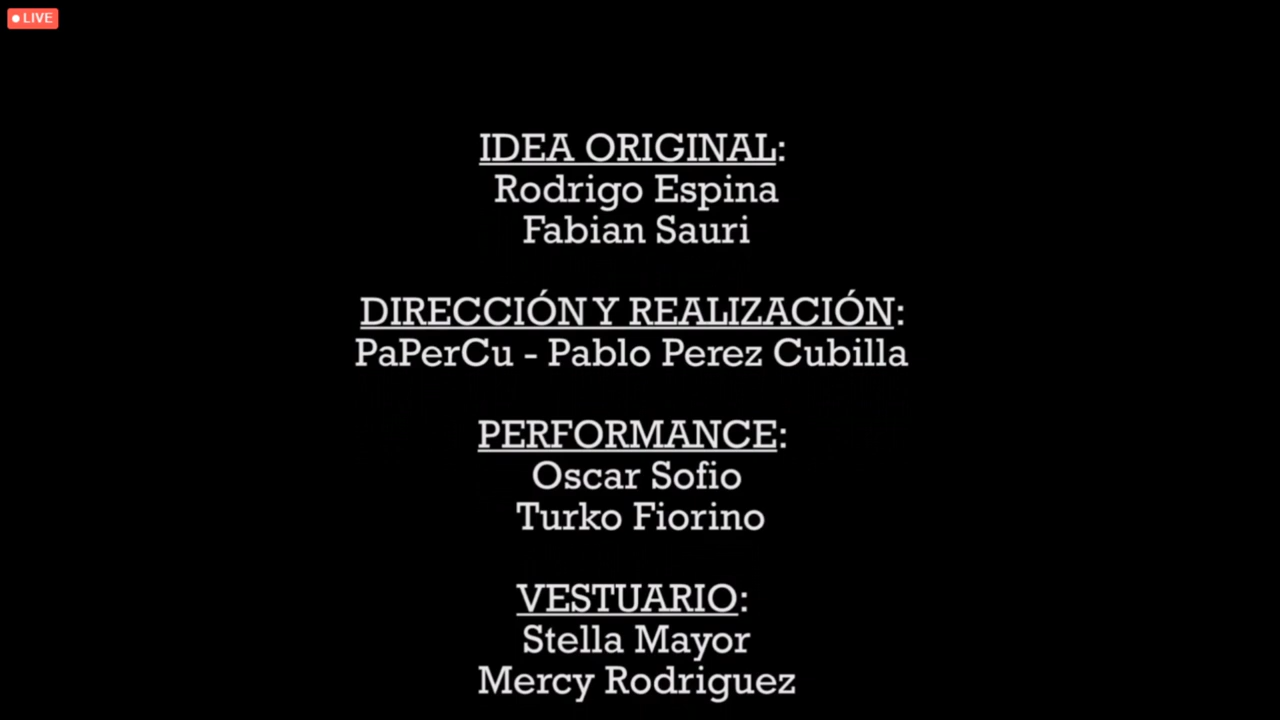 LIVE
IDEA ORIGINAL:
Rodrigo Espina
Fabian Sauri
DIRECCIÓN Y REALIZACIÓN:
PaPerCu - Pablo Perez Cubilla
PERFORMANCE:
Oscar Sofio
Turko Fiorino
VESTUARIO:
Stella Mayor
Mercy Rodriguez